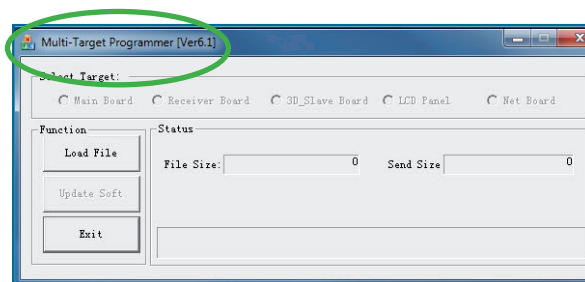 Multi-Target Programmer [Ver6.1]
Select Target:
Main Board Receiver Board 3D_Slave Board LCD Panel Net Board
Function
Status
Load File
File Size: 0 Send Size 0
Update Soft
Exit